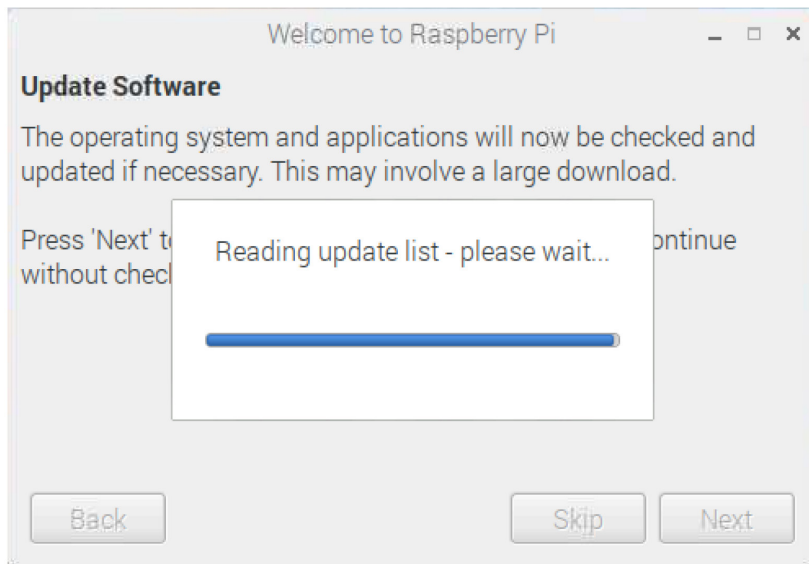 Welcome to Raspberry Pi
Update Software
The operating system and applications will now be checked and
updated if necessary. This may involve a large download.
Press 'Next' to
Reading update list - please wait...
ontinue
without chec
Back
Skip
Next